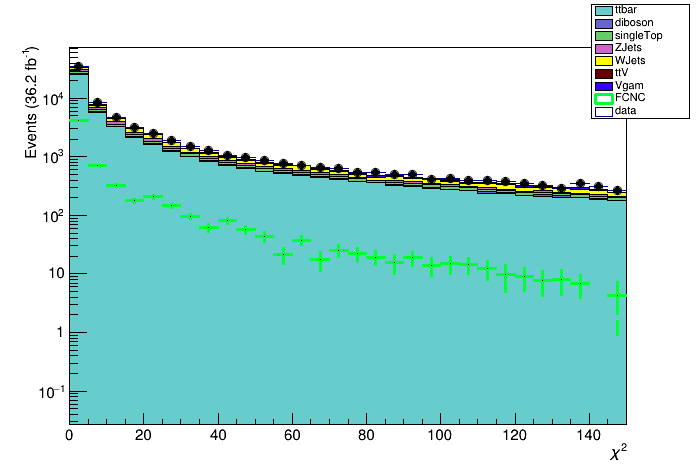 ttbar
diboson
singleTop
ZJets
WJets
ttV
Vgam
FCNC
data
Events (36.2 fb⁻¹)
10⁴
10³
10²
10
1
10⁻¹
0 20 40 60 80 100 120 140
χ²